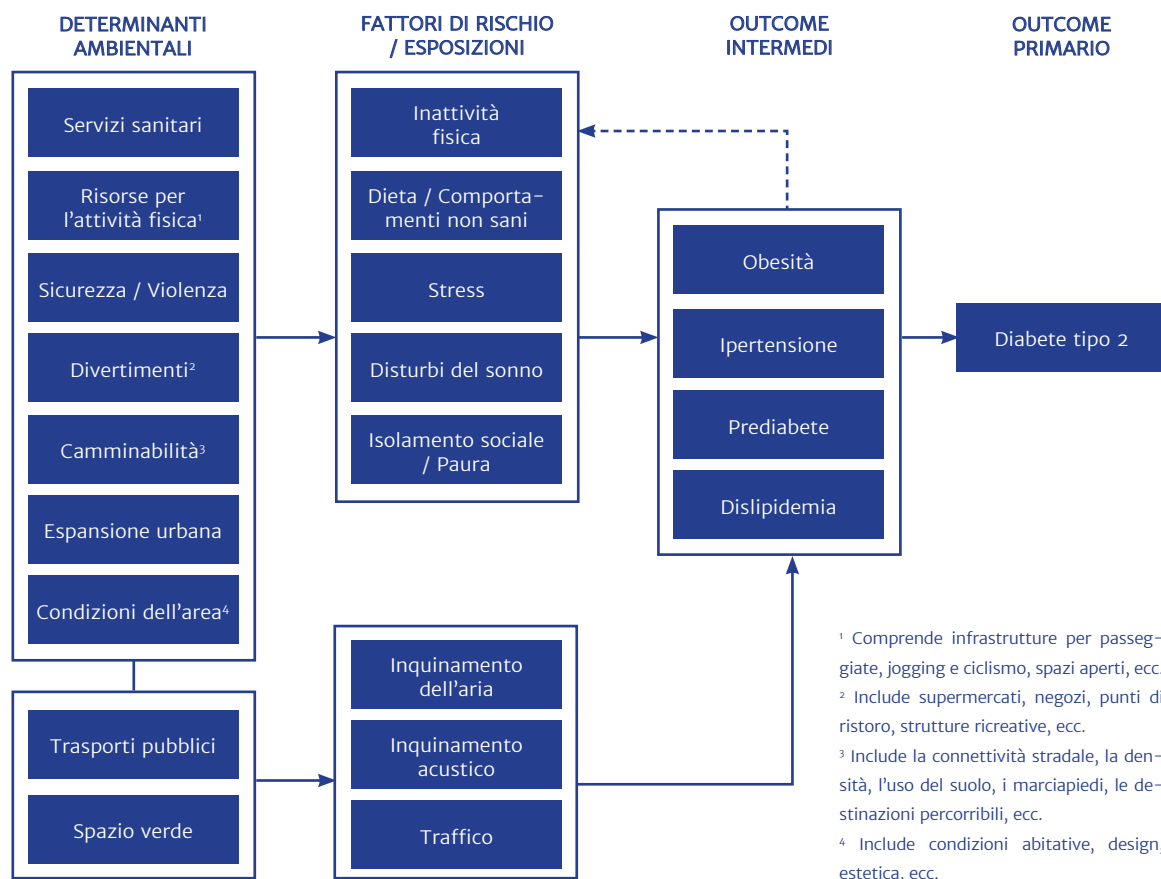 DETERMINANTI
AMBIENTALI
FATTORI DI RISCHIO
/ ESPOSIZIONI
OUTCOME
INTERMEDI
OUTCOME
PRIMARIO
Servizi sanitari
Risorse per
l'attività fisica¹
Sicurezza / Violenza
Divertimenti²
Camminabilità³
Espansione urbana
Condizioni dell'area⁴
Trasporti pubblici
Spazio verde
Inattività
fisica
Dieta / Comporta-
menti non sani
Stress
Disturbi del sonno
Isolamento sociale
/ Paura
Inquinamento
dell'aria
Inquinamento
acustico
Traffico
Obesità
Ipertensione
Prediabete
Dislipidemia
Diabete tipo 2
¹ Comprende infrastrutture per passeg-
giate, jogging e ciclismo, spazi aperti, ecc.
² Include supermercati, negozi, punti di
ristoro, strutture ricreative, ecc.
³ Include la connettività stradale, la den-
sità, l'uso del suolo, i marciapiedi, le de-
stinazioni percorribili, ecc.
⁴ Include condizioni abitative, design,
estetica, ecc.